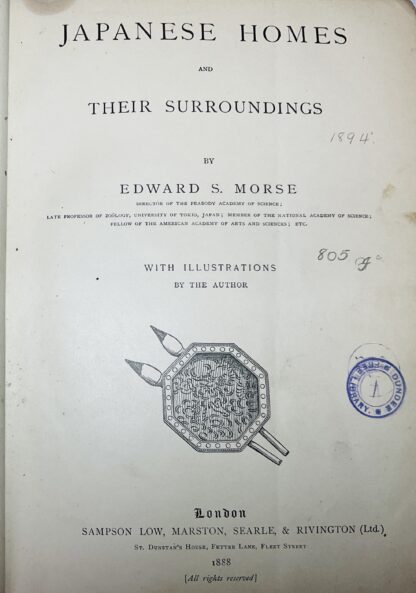 JAPANESE HOMES
AND
THEIR SURROUNDINGS
1894
BY
EDWARD S. MORSE
DIRECTOR OF THE PEABODY ACADEMY OF SCIENCE;
LATE PROFESSOR OF ZOÖLOGY, UNIVERSITY OF TOKIO, JAPAN; MEMBER OF THE NATIONAL ACADEMY OF SCIENCE;
FELLOW OF THE AMERICAN ACADEMY OF ARTS AND SCIENCES; ETC.
805
WITH ILLUSTRATIONS
BY THE AUTHOR
FREE LIBRARY
DUNDEE
London
SAMPSON LOW, MARSTON, SEARLE, & RIVINGTON (Ltd.)
ST. DUNSTAN'S HOUSE, FETTER LANE, FLEET STREET
1888
[All rights reserved]